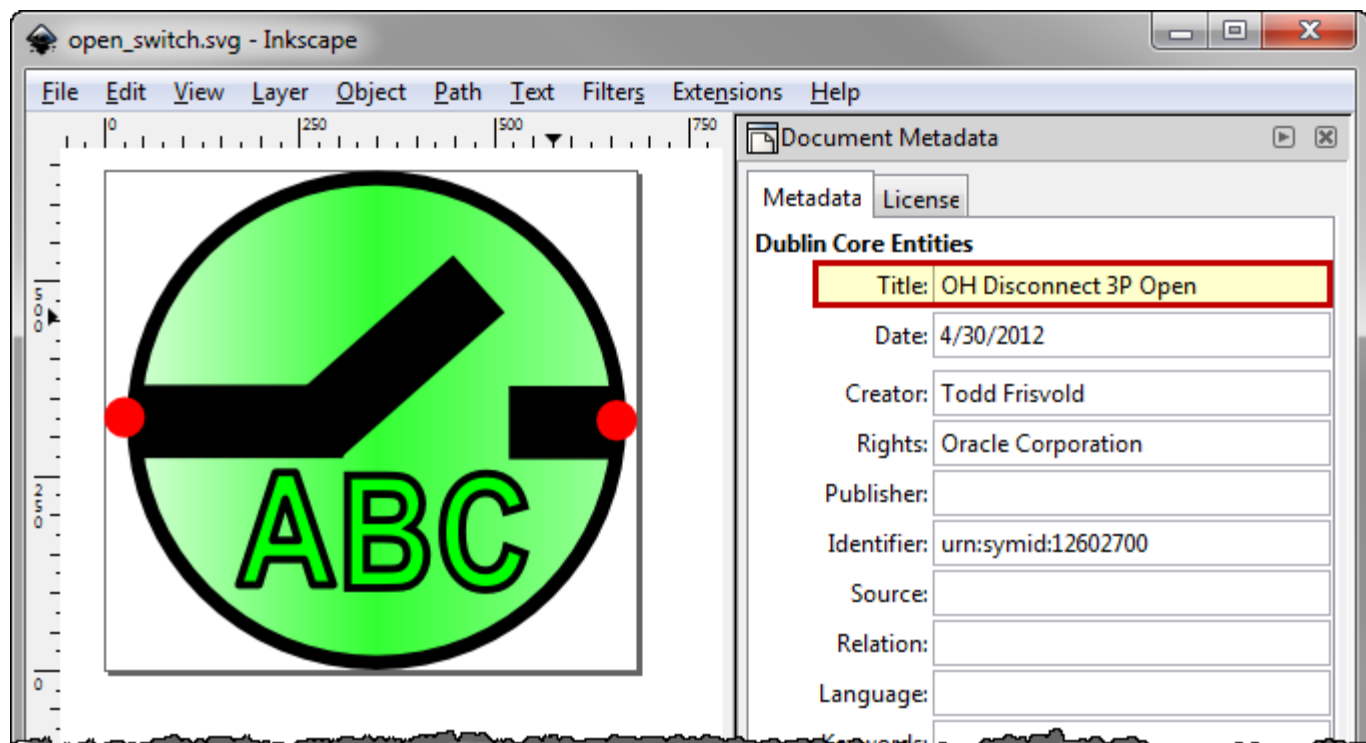 open_switch.svg - Inkscape
File Edit View Layer Object Path Text Filters Extensions Help
0 250 500 750
Document Metadata
Metadata License
Dublin Core Entities
Title: OH Disconnect 3P Open
Date: 4/30/2012
Creator: Todd Frisvold
Rights: Oracle Corporation
Publisher:
Identifier: urn:symid:12602700
Source:
Relation:
Language:
500
250
0
ABC